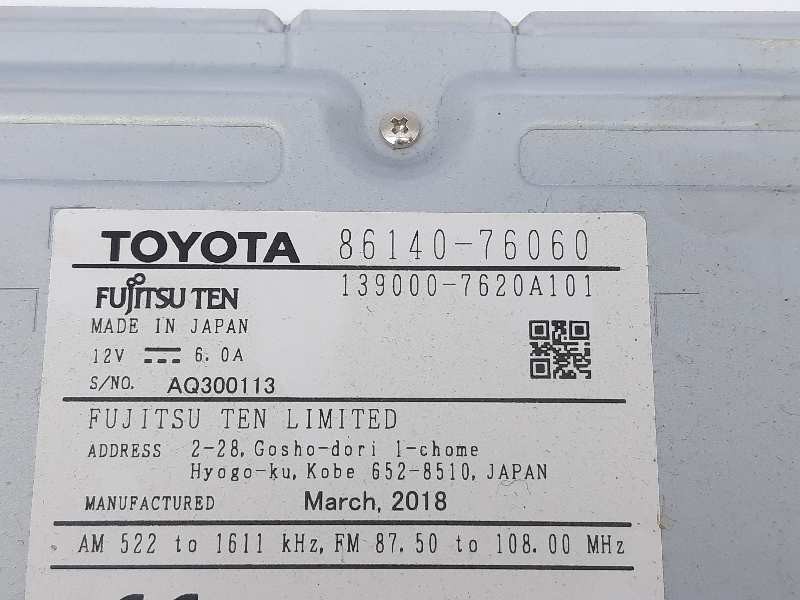 TOYOTA 86140-76060
FUJITSU TEN 139000-7620A101
MADE IN JAPAN
12V 6.0A
S/NO. AQ300113
FUJITSU TEN LIMITED
ADDRESS 2-28, Gosho-dori 1-chome
Hyogo-ku, Kobe 652-8510, JAPAN
MANUFACTURED March, 2018
AM 522 to 1611 kHz, FM 87.50 to 108.00 MHz